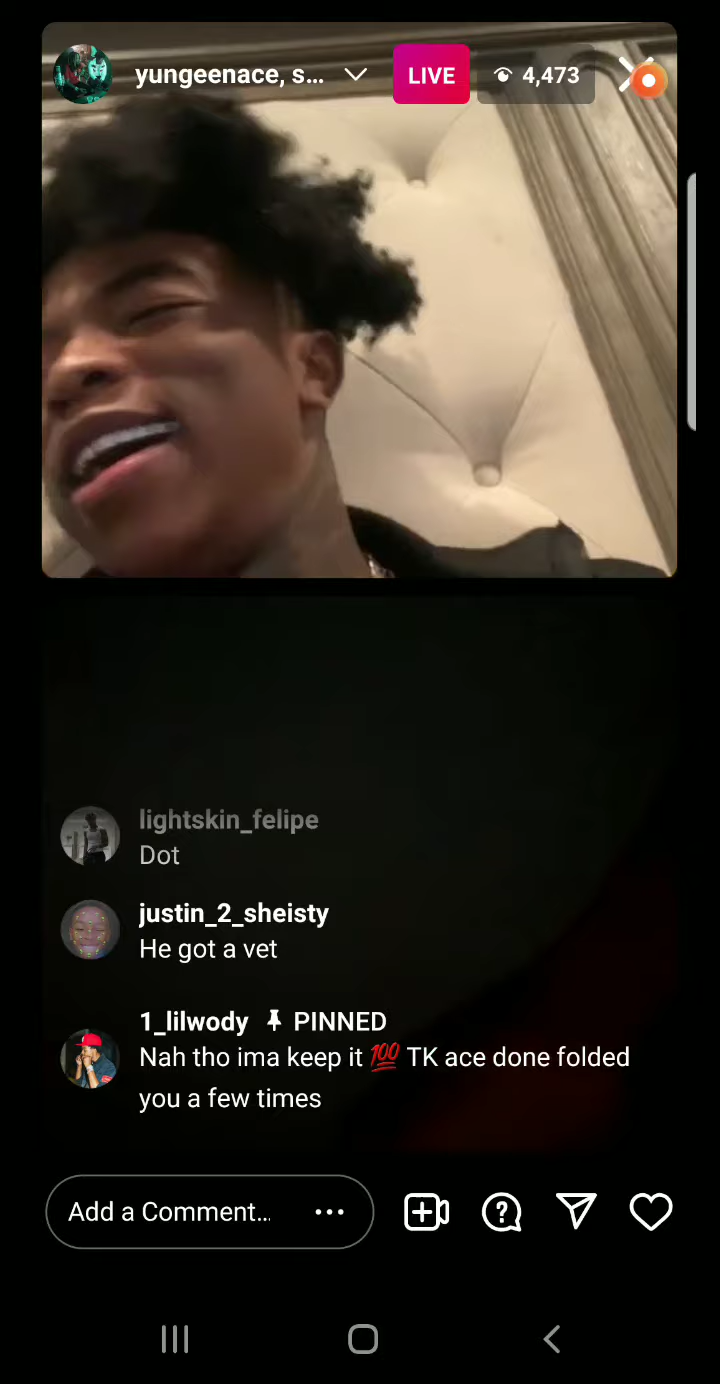 yungeenace, s...
LIVE
4,473
lightskin_felipe
Dot
justin_2_sheisty
He got a vet
1_lilwody PINNED
Nah tho ima keep it 💯 TK ace done folded
you a few times
Add a Comment...